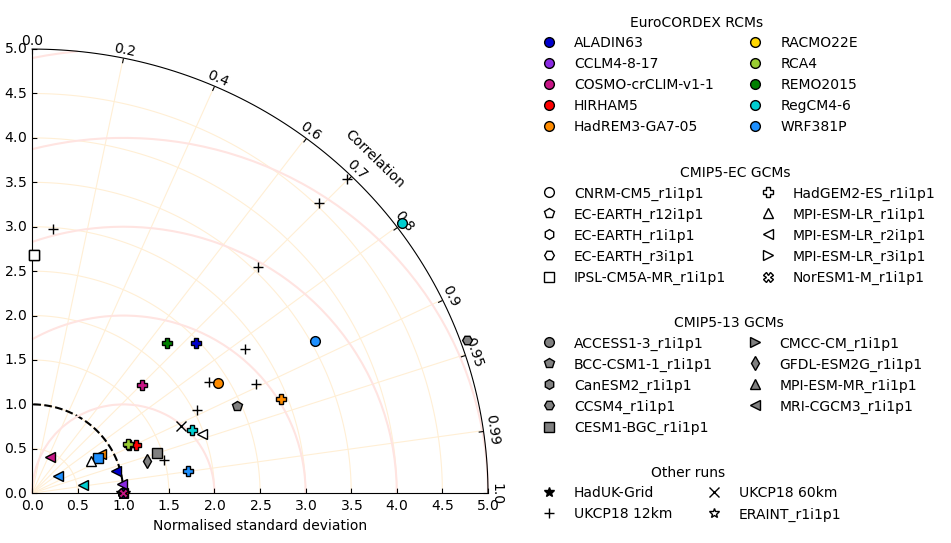 EuroCORDEX RCMs
ALADIN63 RACMO22E
CCLM4-8-17 RCA4
COSMO-crCLIM-v1-1 REMO2015
HIRHAM5 RegCM4-6
HadREM3-GA7-05 WRF381P
CMIP5-EC GCMs
CNRM-CM5_r1i1p1 HadGEM2-ES_r1i1p1
EC-EARTH_r12i1p1 MPI-ESM-LR_r1i1p1
EC-EARTH_r1i1p1 MPI-ESM-LR_r2i1p1
EC-EARTH_r3i1p1 MPI-ESM-LR_r3i1p1
IPSL-CM5A-MR_r1i1p1 NorESM1-M_r1i1p1
CMIP5-13 GCMs
ACCESS1-3_r1i1p1 CMCC-CM_r1i1p1
BCC-CSM1-1_r1i1p1 GFDL-ESM2G_r1i1p1
CanESM2_r1i1p1 MPI-ESM-MR_r1i1p1
CCSM4_r1i1p1 MRI-CGCM3_r1i1p1
CESM1-BGC_r1i1p1
Other runs
HadUK-Grid UKCP18 60km
UKCP18 12km ERAINT_r1i1p1
0.0
0.2
0.4
0.6
0.7
0.8
0.9
0.95
0.99
1.0
Correlation
5.0
4.5
4.0
3.5
3.0
2.5
2.0
1.5
1.0
0.5
0.0
0.0 0.5 1.0 1.5 2.0 2.5 3.0 3.5 4.0 4.5 5.0
Normalised standard deviation